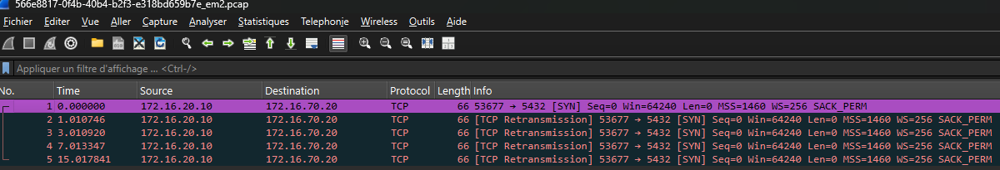 566e8817-0f4b-40b4-b2f3-e318bd659b7e_em2.pcap
Fichier Editer Vue Aller Capture Analyser Statistiques Telephonie Wireless Outils Aide
Appliquer un filtre d'affichage ... <Ctrl-/>
No. Time Source Destination Protocol Length Info
1 0.000000 172.16.20.10 172.16.70.20 TCP 66 53677 → 5432 [SYN] Seq=0 Win=64240 Len=0 MSS=1460 WS=256 SACK_PERM
2 1.010746 172.16.20.10 172.16.70.20 TCP 66 [TCP Retransmission] 53677 → 5432 [SYN] Seq=0 Win=64240 Len=0 MSS=1460 WS=256 SACK_PERM
3 3.010920 172.16.20.10 172.16.70.20 TCP 66 [TCP Retransmission] 53677 → 5432 [SYN] Seq=0 Win=64240 Len=0 MSS=1460 WS=256 SACK_PERM
4 7.013347 172.16.20.10 172.16.70.20 TCP 66 [TCP Retransmission] 53677 → 5432 [SYN] Seq=0 Win=64240 Len=0 MSS=1460 WS=256 SACK_PERM
5 15.017841 172.16.20.10 172.16.70.20 TCP 66 [TCP Retransmission] 53677 → 5432 [SYN] Seq=0 Win=64240 Len=0 MSS=1460 WS=256 SACK_PERM